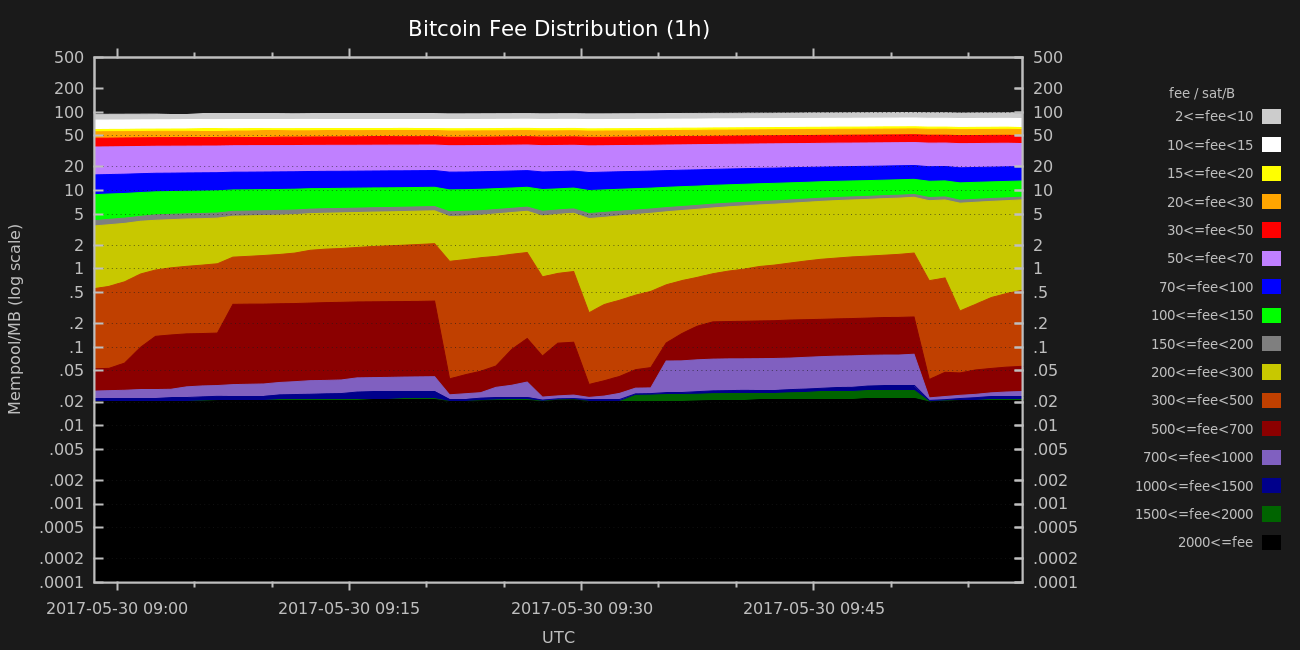 Bitcoin Fee Distribution (1h)
Mempool/MB (log scale)
500
200
100
50
20
10
5
2
1
.5
.2
.1
.05
.02
.01
.005
.002
.001
.0005
.0002
.0001
500
200
100
50
20
10
5
2
1
.5
.2
.1
.05
.02
.01
.005
.002
.001
.0005
.0002
.0001
2017-05-30 09:00 2017-05-30 09:15 2017-05-30 09:30 2017-05-30 09:45
UTC
fee / sat/B
2<=fee<10
10<=fee<15
15<=fee<20
20<=fee<30
30<=fee<50
50<=fee<70
70<=fee<100
100<=fee<150
150<=fee<200
200<=fee<300
300<=fee<500
500<=fee<700
700<=fee<1000
1000<=fee<1500
1500<=fee<2000
2000<=fee